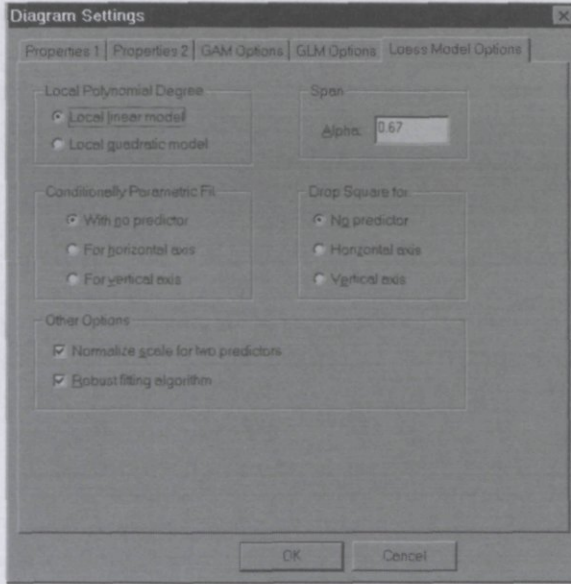 Diagram Settings
Properties 1 Properties 2 GAM Options GLM Options Loess Model Options
Local Polynomial Degree
Local linear model
Local quadratic model
Span
Alpha: 0.67
Conditionally Parametric Fit
With no predictor
For horizontal axis
For vertical axis
Drop Square for
No predictor
Horizontal axis
Vertical axis
Other Options
Normalize scale for two predictors
Robust fitting algorithm
OK Cancel